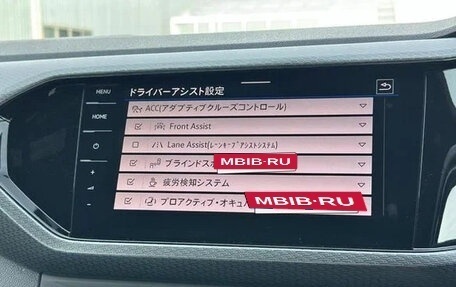 MENU
ドライバーアシスト設定
ACC(アダプティブクルーズコントロール)
HOME
Front Assist
Lane Assist(レーンキープアシストシステム)
ブラインドス
MBIB-RU
+
疲労検知システム
-
プロアクティブ・オキュパ
MBIB-RU